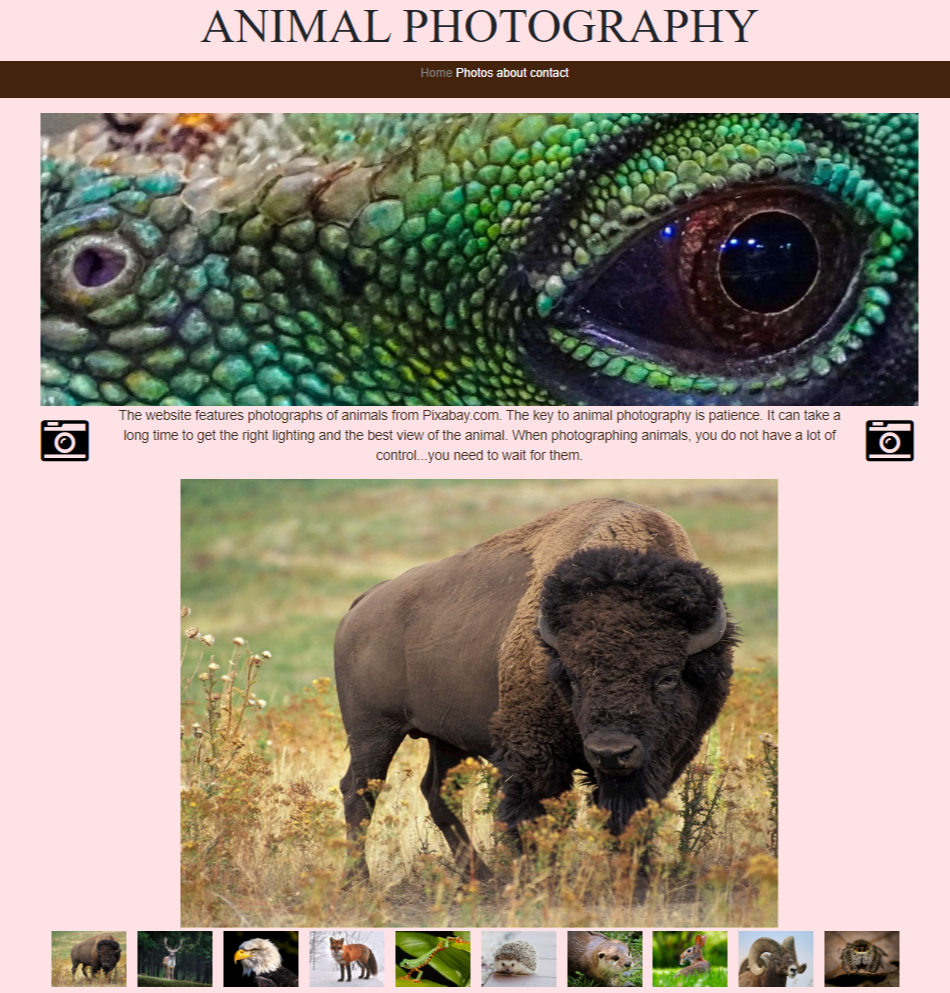 ANIMAL PHOTOGRAPHY
Home Photos about contact
The website features photographs of animals from Pixabay.com. The key to animal photography is patience. It can take a
long time to get the right lighting and the best view of the animal. When photographing animals, you do not have a lot of
control...you need to wait for them.